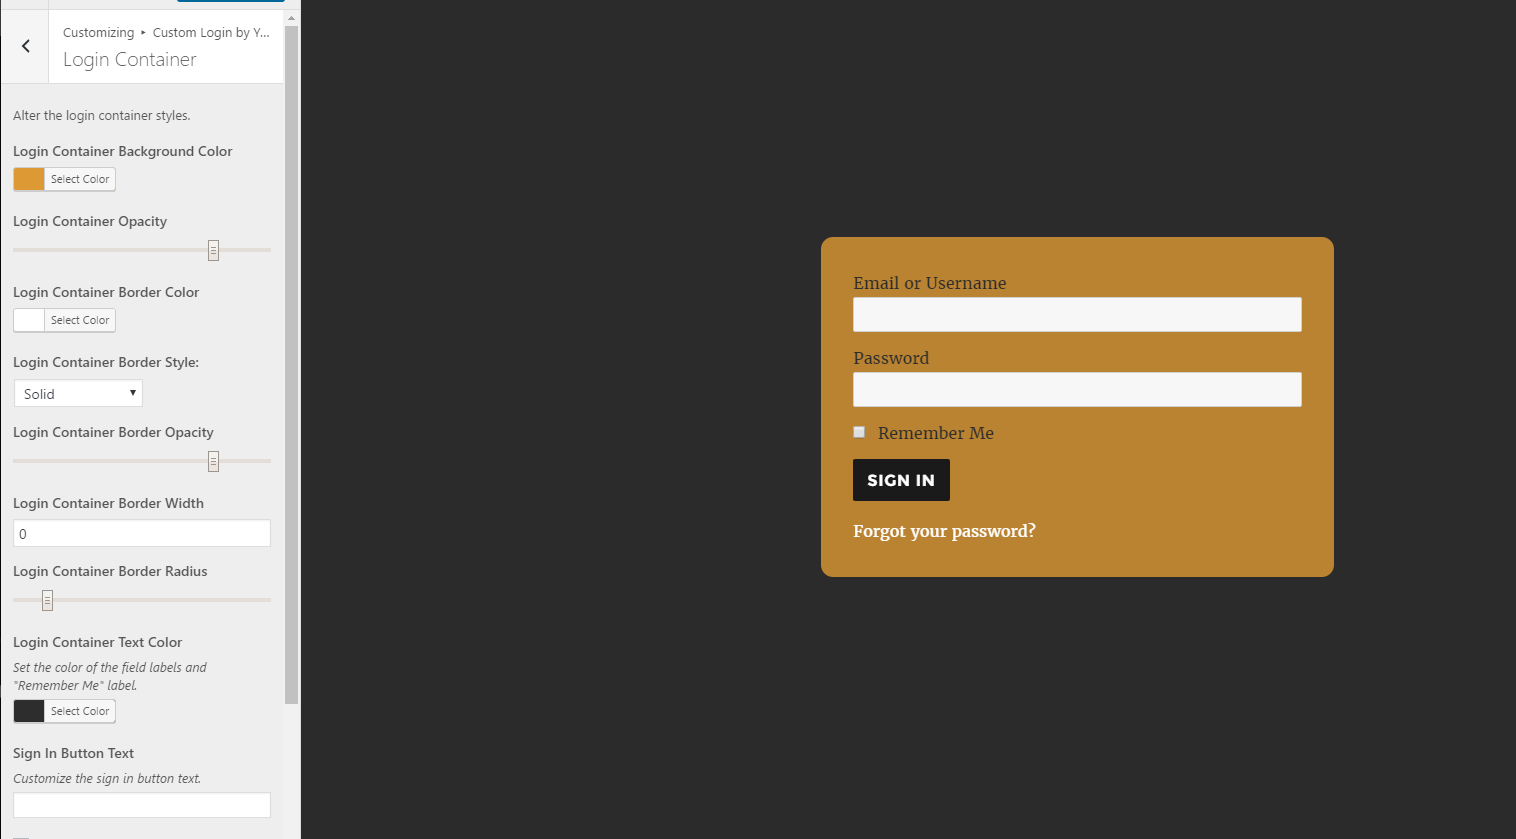 Customizing ▸ Custom Login by Y...
Login Container
Alter the login container styles.
Login Container Background Color
Select Color
Login Container Opacity
Login Container Border Color
Select Color
Login Container Border Style:
Solid
Login Container Border Opacity
Login Container Border Width
0
Login Container Border Radius
Login Container Text Color
Set the color of the field labels and
"Remember Me" label.
Select Color
Sign In Button Text
Customize the sign in button text.
Email or Username
Password
Remember Me
SIGN IN
Forgot your password?